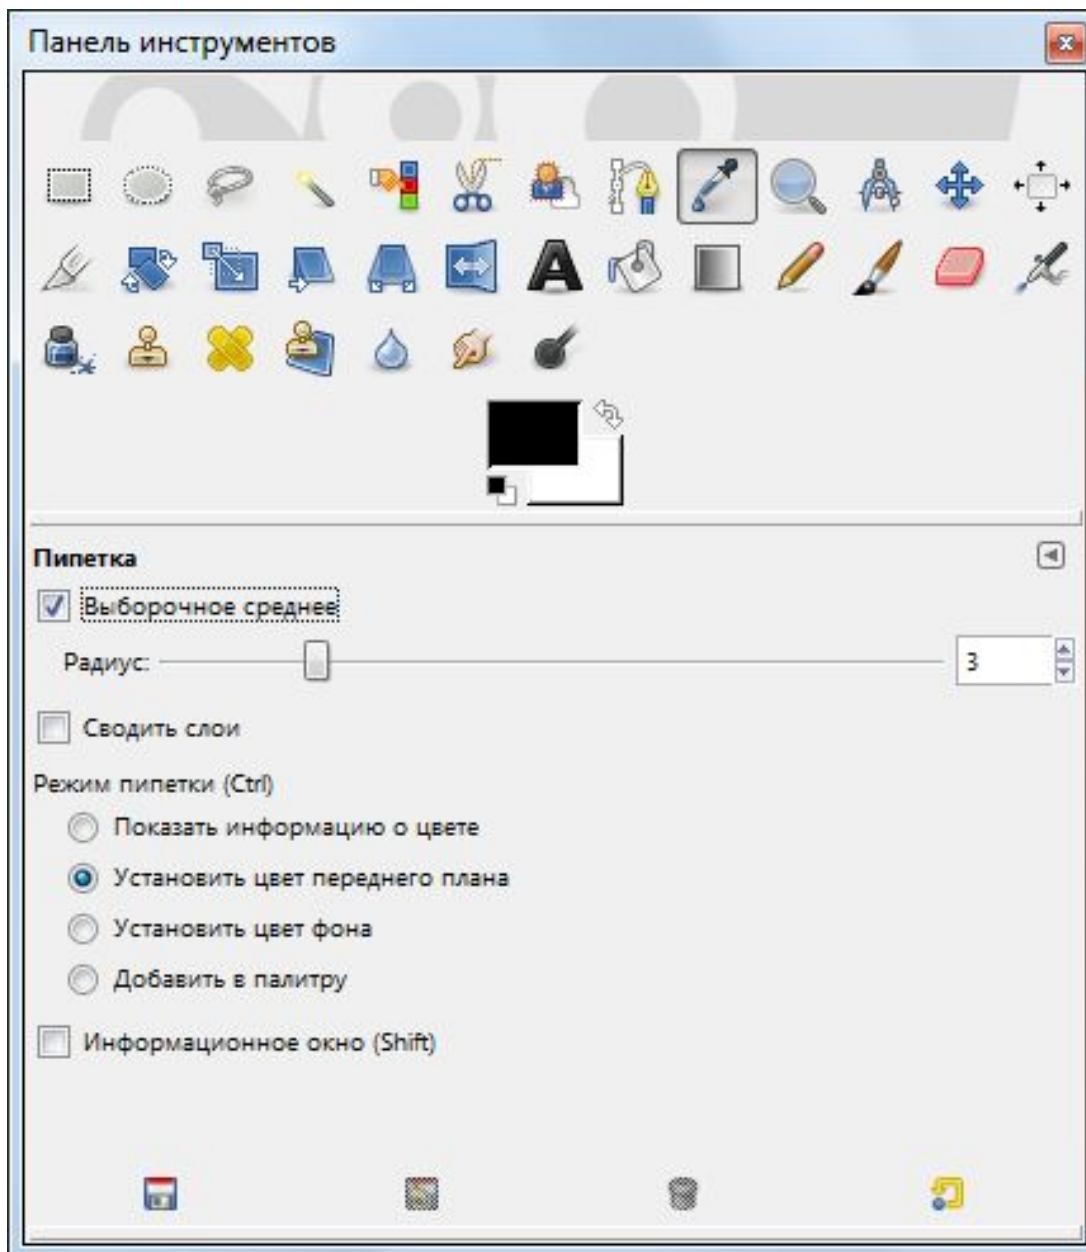 Панель инструментов
Пипетка
Выборочное среднее
Радиус: 3
Сводить слои
Режим пипетки (Ctrl)
Показать информацию о цвете
Установить цвет переднего плана
Установить цвет фона
Добавить в палитру
Информационное окно (Shift)